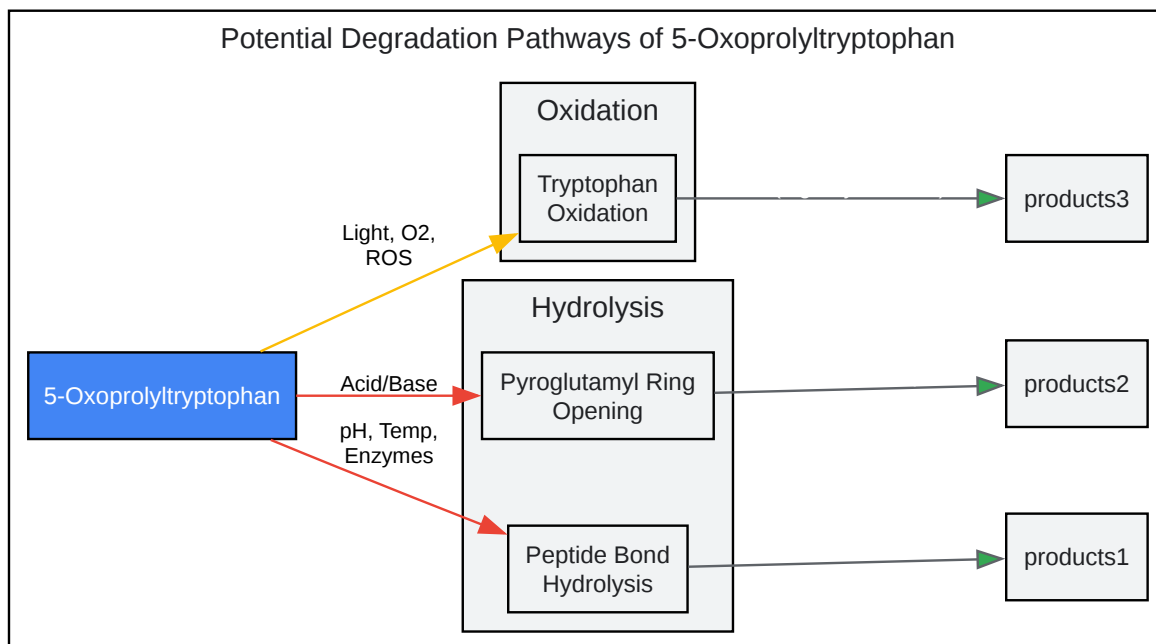 Potential Degradation Pathways of 5-Oxoprolyltryptophan
Oxidation
Tryptophan
Oxidation
products3
Light, O2,
ROS
Hydrolysis
5-Oxoprolyltryptophan
Acid/Base
Pyroglutamyl Ring
Opening
products2
pH, Temp,
Enzymes
Peptide Bond
Hydrolysis
products1